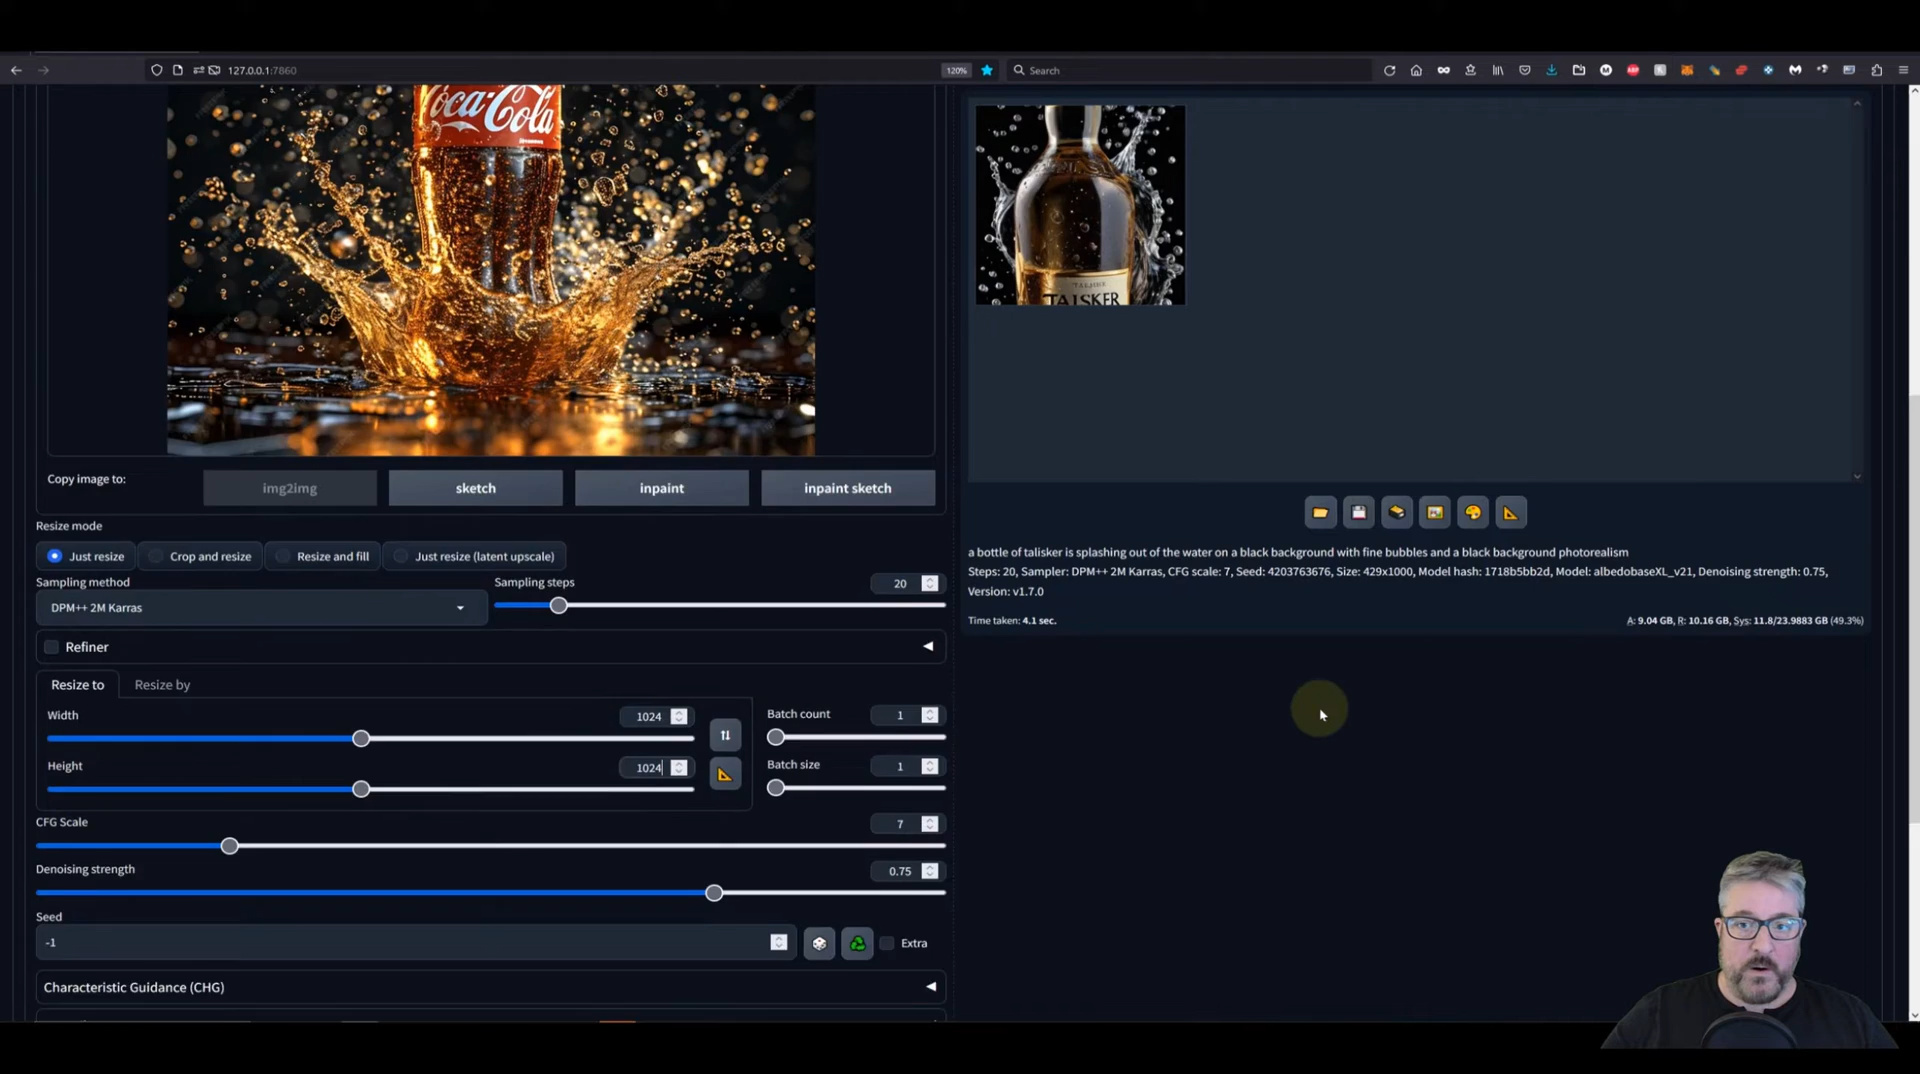 127.0.0.1:7860
120%
Search
Coca-Cola
TALISKER
Copy image to:
img2img
sketch
inpaint
inpaint sketch
Resize mode
Just resize
Crop and resize
Resize and fill
Just resize (latent upscale)
Sampling method
Sampling steps
20
DPM++ 2M Karras
Refiner
Resize to
Resize by
Width
1024
Height
1024
Batch count
1
Batch size
1
CFG Scale
7
Denoising strength
0.75
Seed
-1
Extra
Characteristic Guidance (CHG)
a bottle of talisker is splashing out of the water on a black background with fine bubbles and a black background photorealism
Steps: 20, Sampler: DPM++ 2M Karras, CFG scale: 7, Seed: 4203763676, Size: 429x1000, Model hash: 1718b5bb2d, Model: albedobaseXL_v21, Denoising strength: 0.75,
Version: v1.7.0
Time taken: 4.1 sec.
A: 9.04 GB, R: 10.16 GB, Sys: 11.8/23.9883 GB (49.3%)